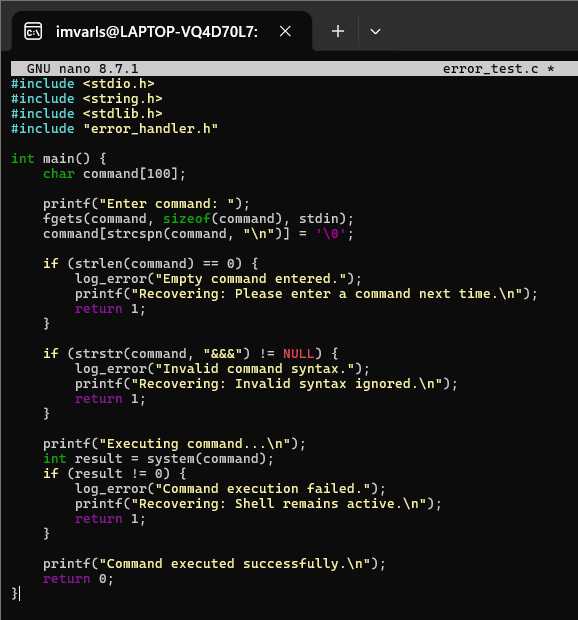 imvarls@LAPTOP-VQ4D70L7:
GNU nano 8.7.1 error_test.c *
#include <stdio.h>
#include <string.h>
#include <stdlib.h>
#include "error_handler.h"

int main() {
    char command[100];

    printf("Enter command: ");
    fgets(command, sizeof(command), stdin);
    command[strcspn(command, "\n")] = '\0';

    if (strlen(command) == 0) {
        log_error("Empty command entered.");
        printf("Recovering: Please enter a command next time.\n");
        return 1;
    }

    if (strstr(command, "&&&") != NULL) {
        log_error("Invalid command syntax.");
        printf("Recovering: Invalid syntax ignored.\n");
        return 1;
    }

    printf("Executing command...\n");
    int result = system(command);
    if (result != 0) {
        log_error("Command execution failed.");
        printf("Recovering: Shell remains active.\n");
        return 1;
    }

    printf("Command executed successfully.\n");
    return 0;
}